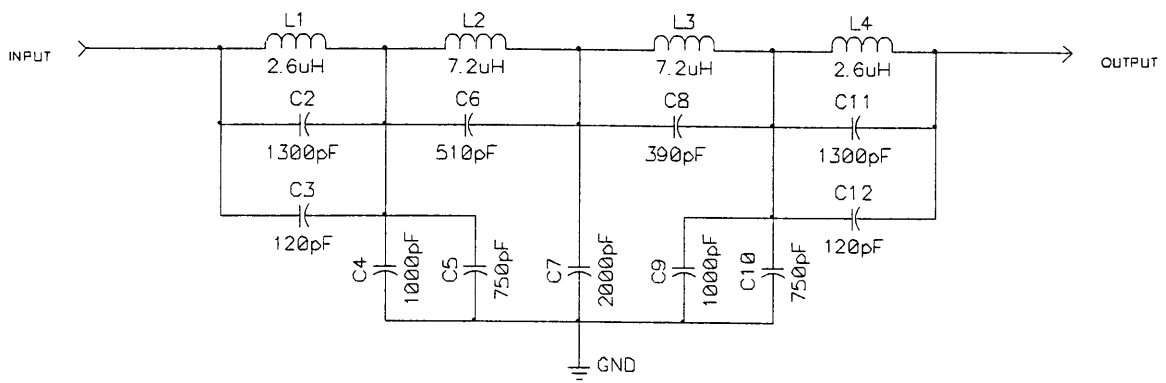 L1
L2
L3
L4
INPUT
2.6uH
7.2uH
7.2uH
2.6uH
OUTPUT
C2
C6
C8
C11
1300pF
510pF
390pF
1300pF
C3
C12
120pF
120pF
C4
1000pF
C5
750pF
C7
2000pF
C9
1000pF
C10
750pF
GND